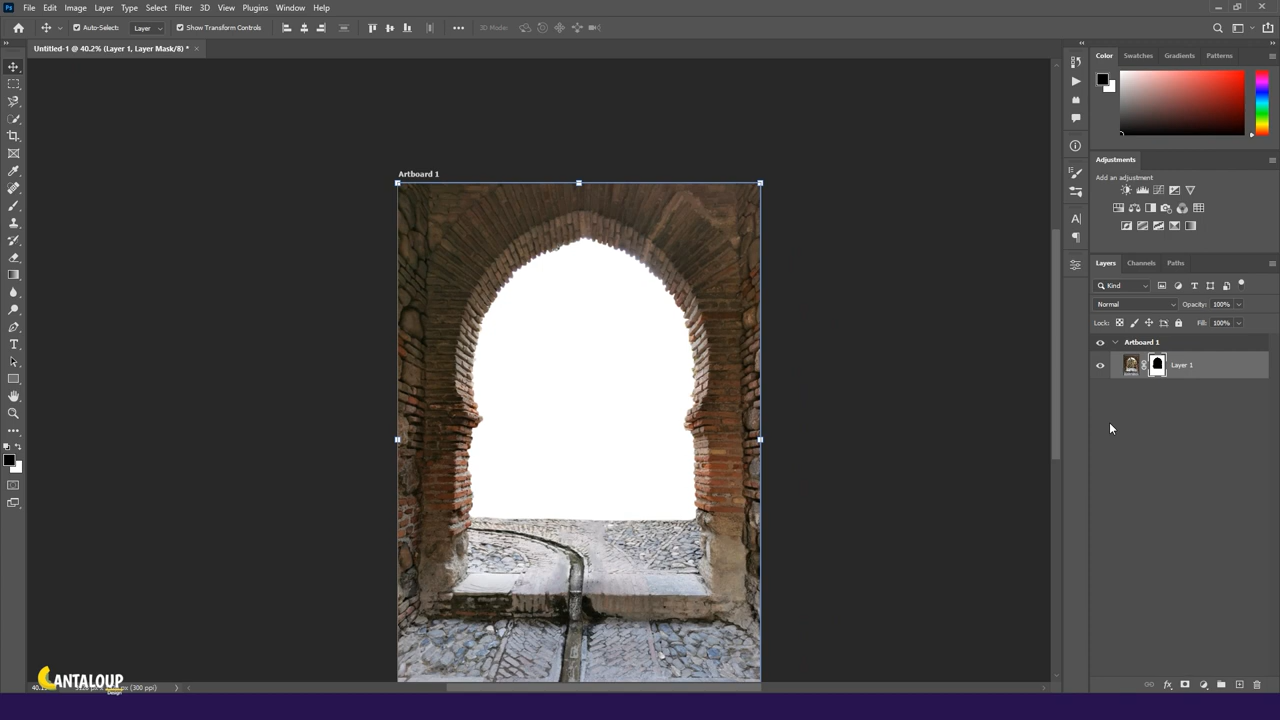 Ps File Edit Image Layer Type Select Filter 3D View Plugins Window Help
Auto-Select: Layer Show Transform Controls 3D Mode:
Untitled-1 @ 40.2% (Layer 1, Layer Mask/8) * ×
Color Swatches Gradients Patterns
Adjustments
Add an adjustment
Artboard 1
Layers Channels Paths
Kind
Normal Opacity: 100%
Lock: Fill: 100%
Artboard 1
Layer 1
CANTALOUP
Design
(300 ppi)